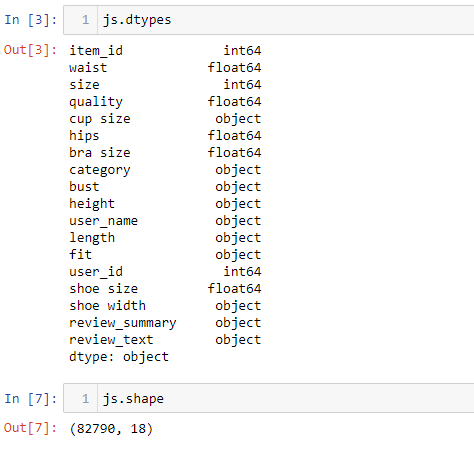 In [3]: 1 js.dtypes
Out[3]: item_id int64
waist float64
size int64
quality float64
cup size object
hips float64
bra size float64
category object
bust object
height object
user_name object
length object
fit object
user_id int64
shoe size float64
shoe width object
review_summary object
review_text object
dtype: object
In [7]: 1 js.shape
Out[7]: (82790, 18)